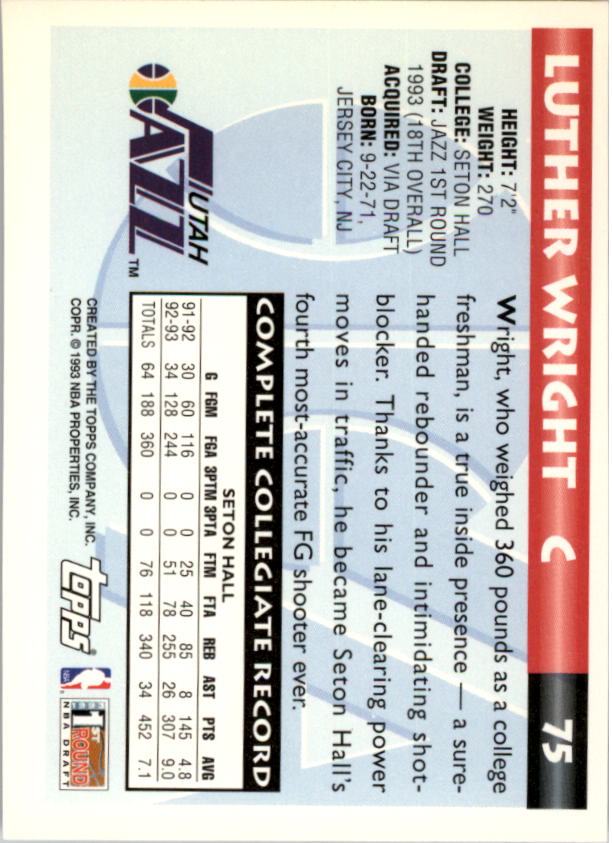 LUTHER WRIGHT C 75
HEIGHT: 7'2"
WEIGHT: 270
COLLEGE: SETON HALL
DRAFT: JAZZ 1ST ROUND
1993 (18TH OVERALL)
ACQUIRED: VIA DRAFT
BORN: 9-22-71,
JERSEY CITY, NJ
UTAH
JAZZ TM
Wright, who weighed 360 pounds as a college
freshman, is a true inside presence — a sure-
handed rebounder and intimidating shot-
blocker. Thanks to his lane-clearing power
moves in traffic, he became Seton Hall's
fourth most-accurate FG shooter ever.
COMPLETE COLLEGIATE RECORD
SETON HALL
G FGM FGA 3PTM 3PTA FTM FTA REB AST PTS AVG
91-92 30 60 116 0 0 25 40 85 8 145 4.8
92-93 34 128 244 0 0 51 78 255 26 307 9.0
TOTALS 64 188 360 0 0 76 118 340 34 452 7.1
CREATED BY THE TOPPS COMPANY, INC.
COPR. © 1993 NBA PROPERTIES, INC.
topps®
NBA
1ST
ROUND
NBA DRAFT